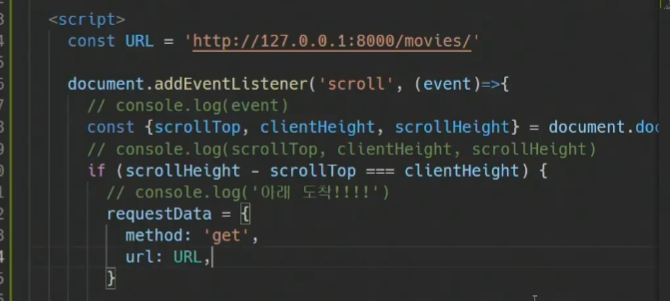 <script>
const URL = 'http://127.0.0.1:8000/movies/'
document.addEventListener('scroll', (event)=>{
// console.log(event)
const {scrollTop, clientHeight, scrollHeight} = document.doc
// console.log(scrollTop, clientHeight, scrollHeight)
if (scrollHeight - scrollTop === clientHeight) {
// console.log('아래 도착!!!!')
requestData = {
method: 'get',
url: URL,
}